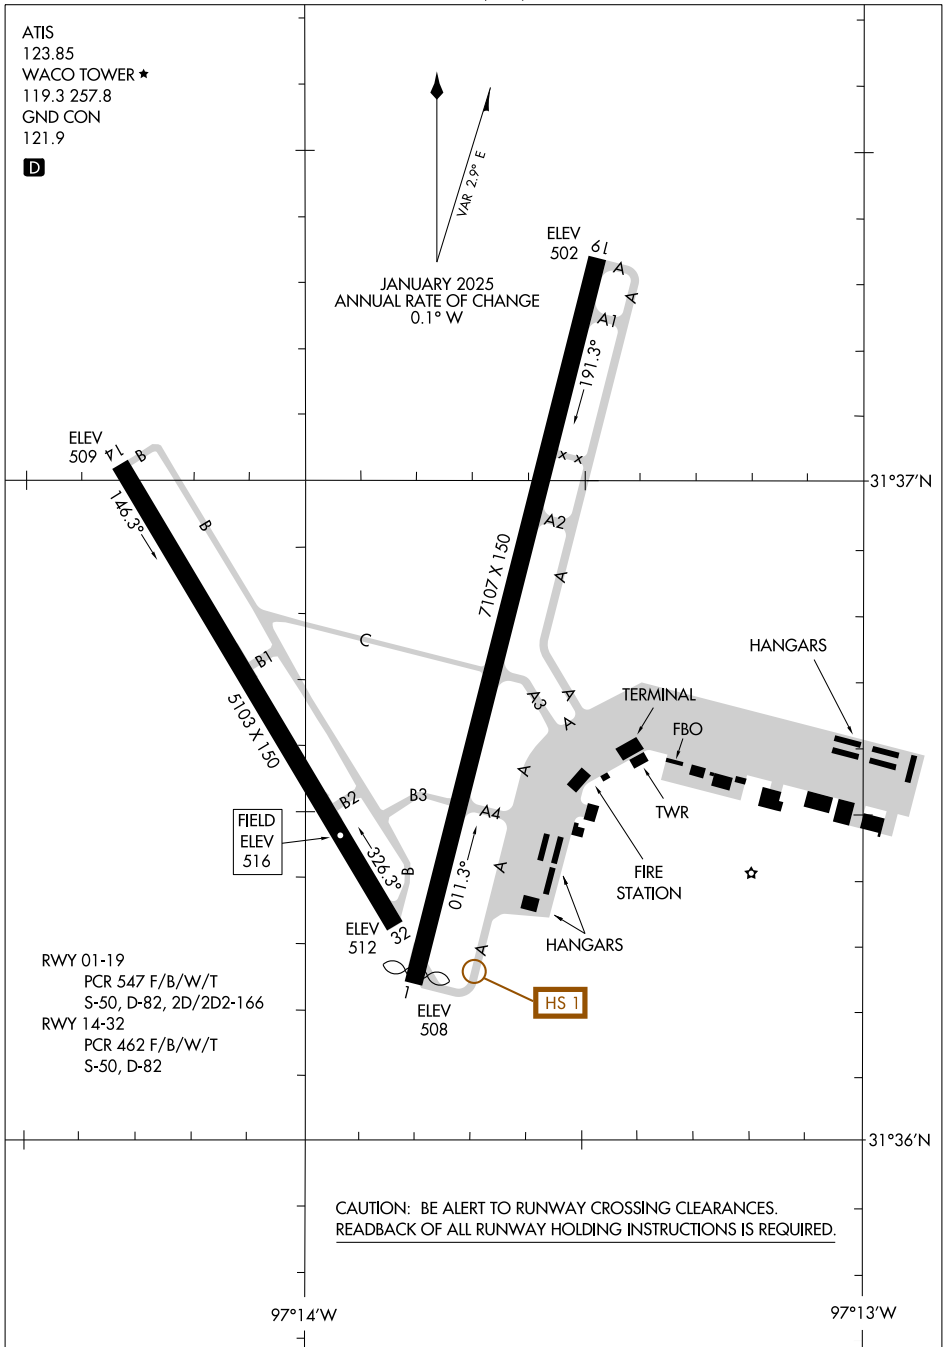 ATIS
123.85
WACO TOWER ★
119.3 257.8
GND CON
121.9
D
VAR 2.9° E
JANUARY 2025
ANNUAL RATE OF CHANGE
0.1° W
ELEV
502
19
A
A
A1
191.3°
x x
ELEV
509
14
B
146.3°
B
31°37'N
A2
7107 X 150
A
C
B1
HANGARS
A3
A
A
TERMINAL
FBO
5103 X 150
A
TWR
B2
B3
A4
FIELD
ELEV
516
326.3°
B
011.3°
A
FIRE
STATION
ELEV
512
32
A
HANGARS
1
ELEV
508
HS 1
RWY 01-19
PCR 547 F/B/W/T
S-50, D-82, 2D/2D2-166
RWY 14-32
PCR 462 F/B/W/T
S-50, D-82
31°36'N
CAUTION: BE ALERT TO RUNWAY CROSSING CLEARANCES.
READBACK OF ALL RUNWAY HOLDING INSTRUCTIONS IS REQUIRED.
97°14'W
97°13'W